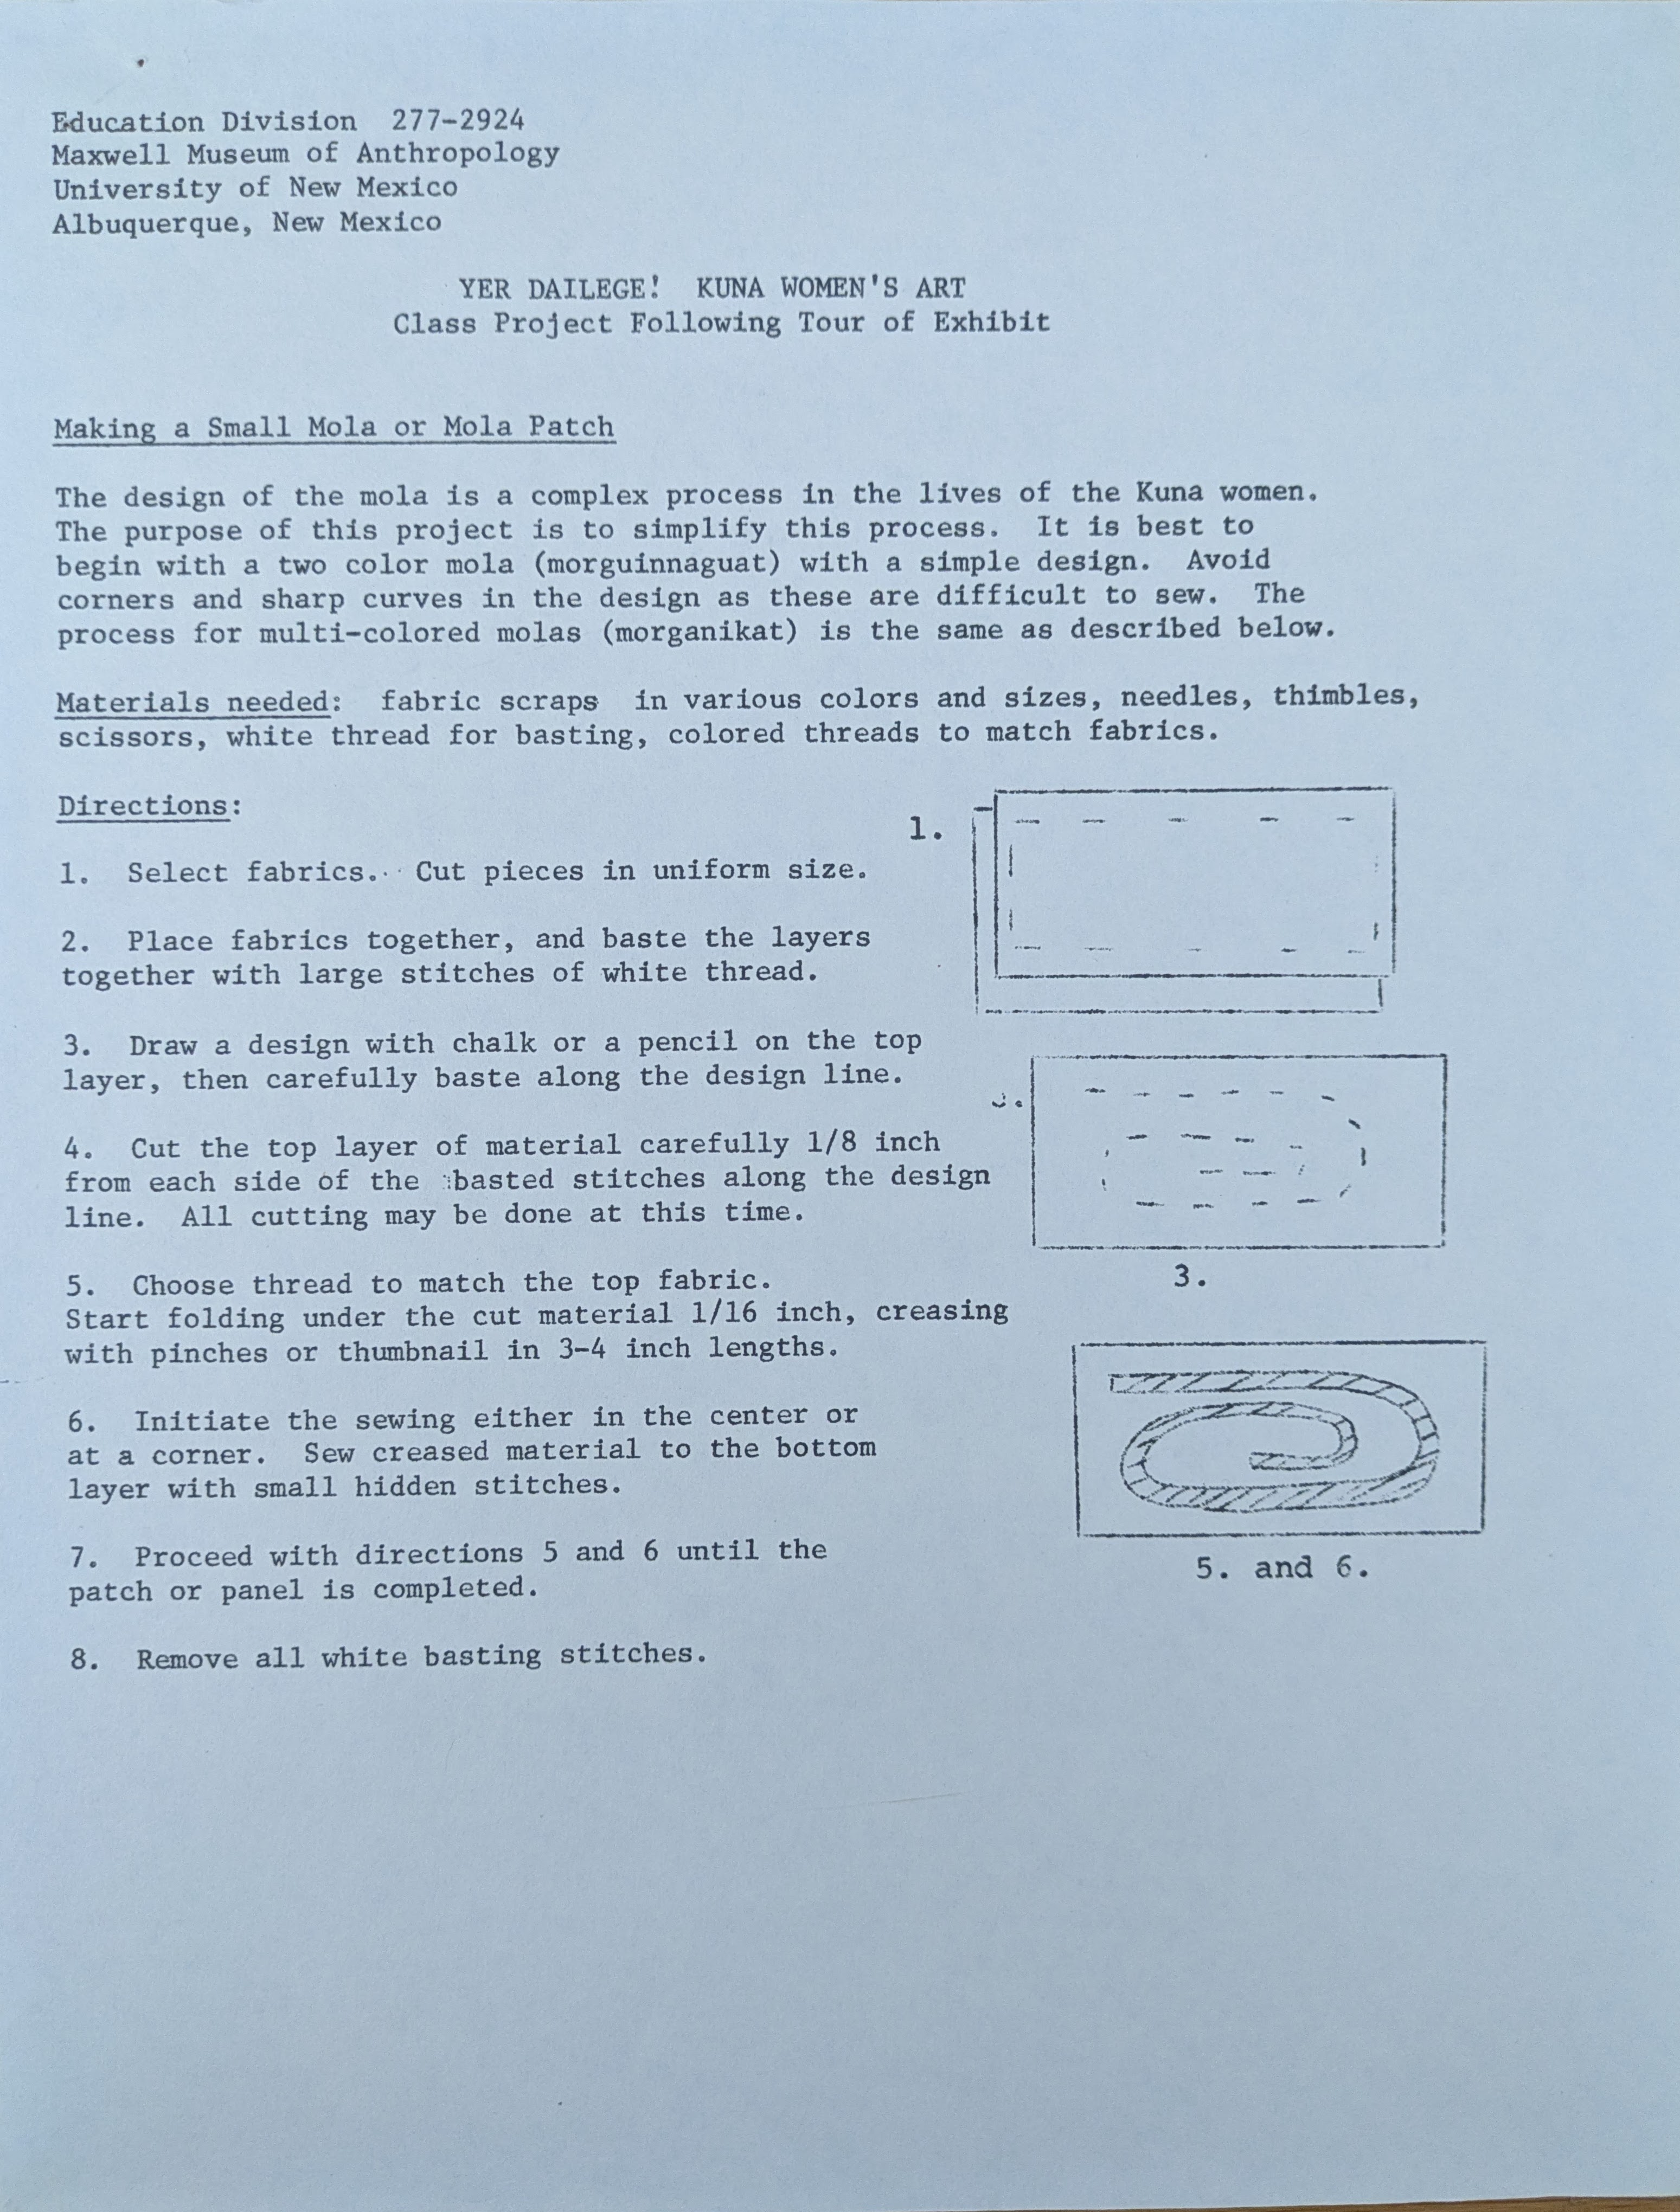 Education Division  277-2924
Maxwell Museum of Anthropology
University of New Mexico
Albuquerque, New Mexico
YER DAILEGE!  KUNA WOMEN'S ART
Class Project Following Tour of Exhibit
Making a Small Mola or Mola Patch
The design of the mola is a complex process in the lives of the Kuna women.
The purpose of this project is to simplify this process.  It is best to
begin with a two color mola (morguinnaguat) with a simple design.  Avoid
corners and sharp curves in the design as these are difficult to sew.  The
process for multi-colored molas (morganikat) is the same as described below.
Materials needed:  fabric scraps  in various colors and sizes, needles, thimbles,
scissors, white thread for basting, colored threads to match fabrics.
Directions:
1.
1.  Select fabrics.  Cut pieces in uniform size.
2.  Place fabrics together, and baste the layers
together with large stitches of white thread.
3.  Draw a design with chalk or a pencil on the top
layer, then carefully baste along the design line.
4.  Cut the top layer of material carefully 1/8 inch
from each side of the basted stitches along the design
line.  All cutting may be done at this time.
3.
5.  Choose thread to match the top fabric.
Start folding under the cut material 1/16 inch, creasing
with pinches or thumbnail in 3-4 inch lengths.
6.  Initiate the sewing either in the center or
at a corner.  Sew creased material to the bottom
layer with small hidden stitches.
7.  Proceed with directions 5 and 6 until the
patch or panel is completed.
5. and 6.
8.  Remove all white basting stitches.